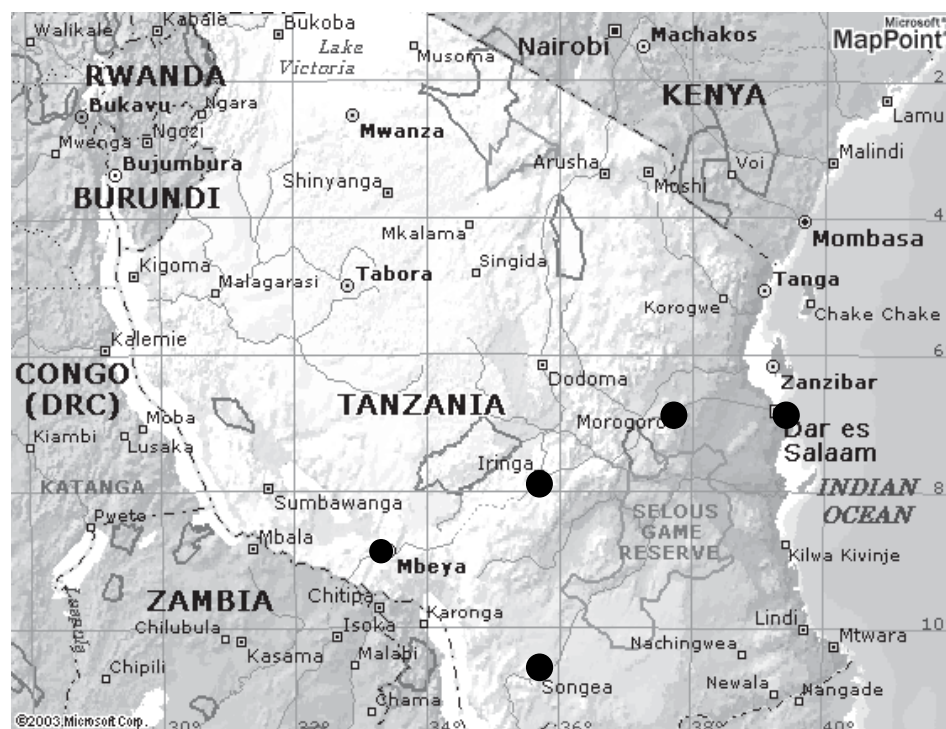 Walikale
Kabale
Bukoba
Lake
Victoria
Musoma
Nairobi
Machakos
Microsoft
MapPoint
RWANDA
Bukavu
Ngara
Mwanza
KENYA
2
Lamu
Mwenga
Ngozi
Bujumbura
Shinyanga
Arusha
Moshi
Voi
Malindi
BURUNDI
4
Mkalama
Mombasa
Kigoma
Malagarasi
Tabora
Singida
Tanga
Korogwe
Chake Chake
Kalemie
6
CONGO
(DRC)
Dodoma
Zanzibar
Moba
TANZANIA
Morogoro
Dar es
Salaam
Kiambi
Lusaka
Iringa
KATANGA
Sumbawanga
8
INDIAN
OCEAN
SELOUS
GAME
RESERVE
Pweto
Mbala
Mbeya
Kilwa Kivinje
Luapula
ZAMBIA
Chitipa
Karonga
Lindi
10
Chilubula
Isoka
Nachingwea
Mtwara
Kasama
Malabi
Chipili
Songea
Newala
Nangade
Chama
©2003,Microsoft Corp.
30°
32°
34°
36°
38°
40°